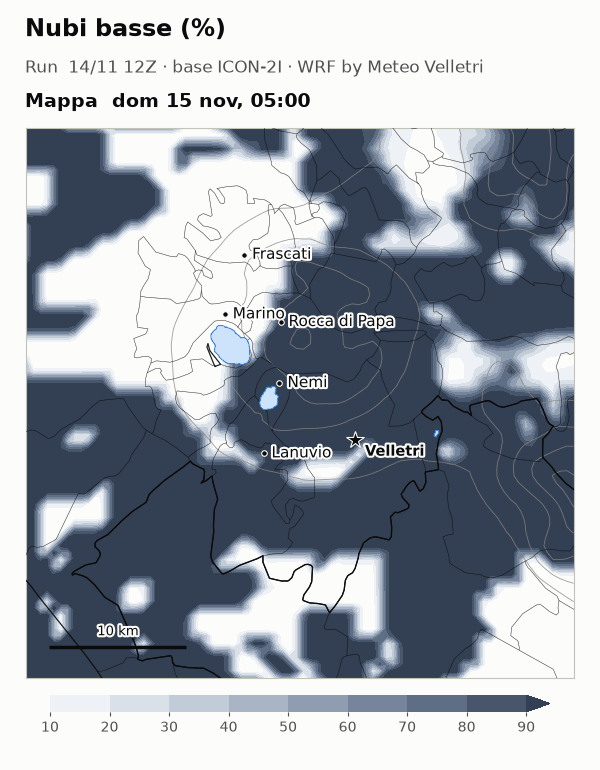 Nubi basse (%)
Run  14/11 12Z · base ICON-2I · WRF by Meteo Velletri
Mappa  dom 15 nov, 05:00
Frascati
Marino
Rocca di Papa
Nemi
Lanuvio
Velletri
10 km
10 20 30 40 50 60 70 80 90